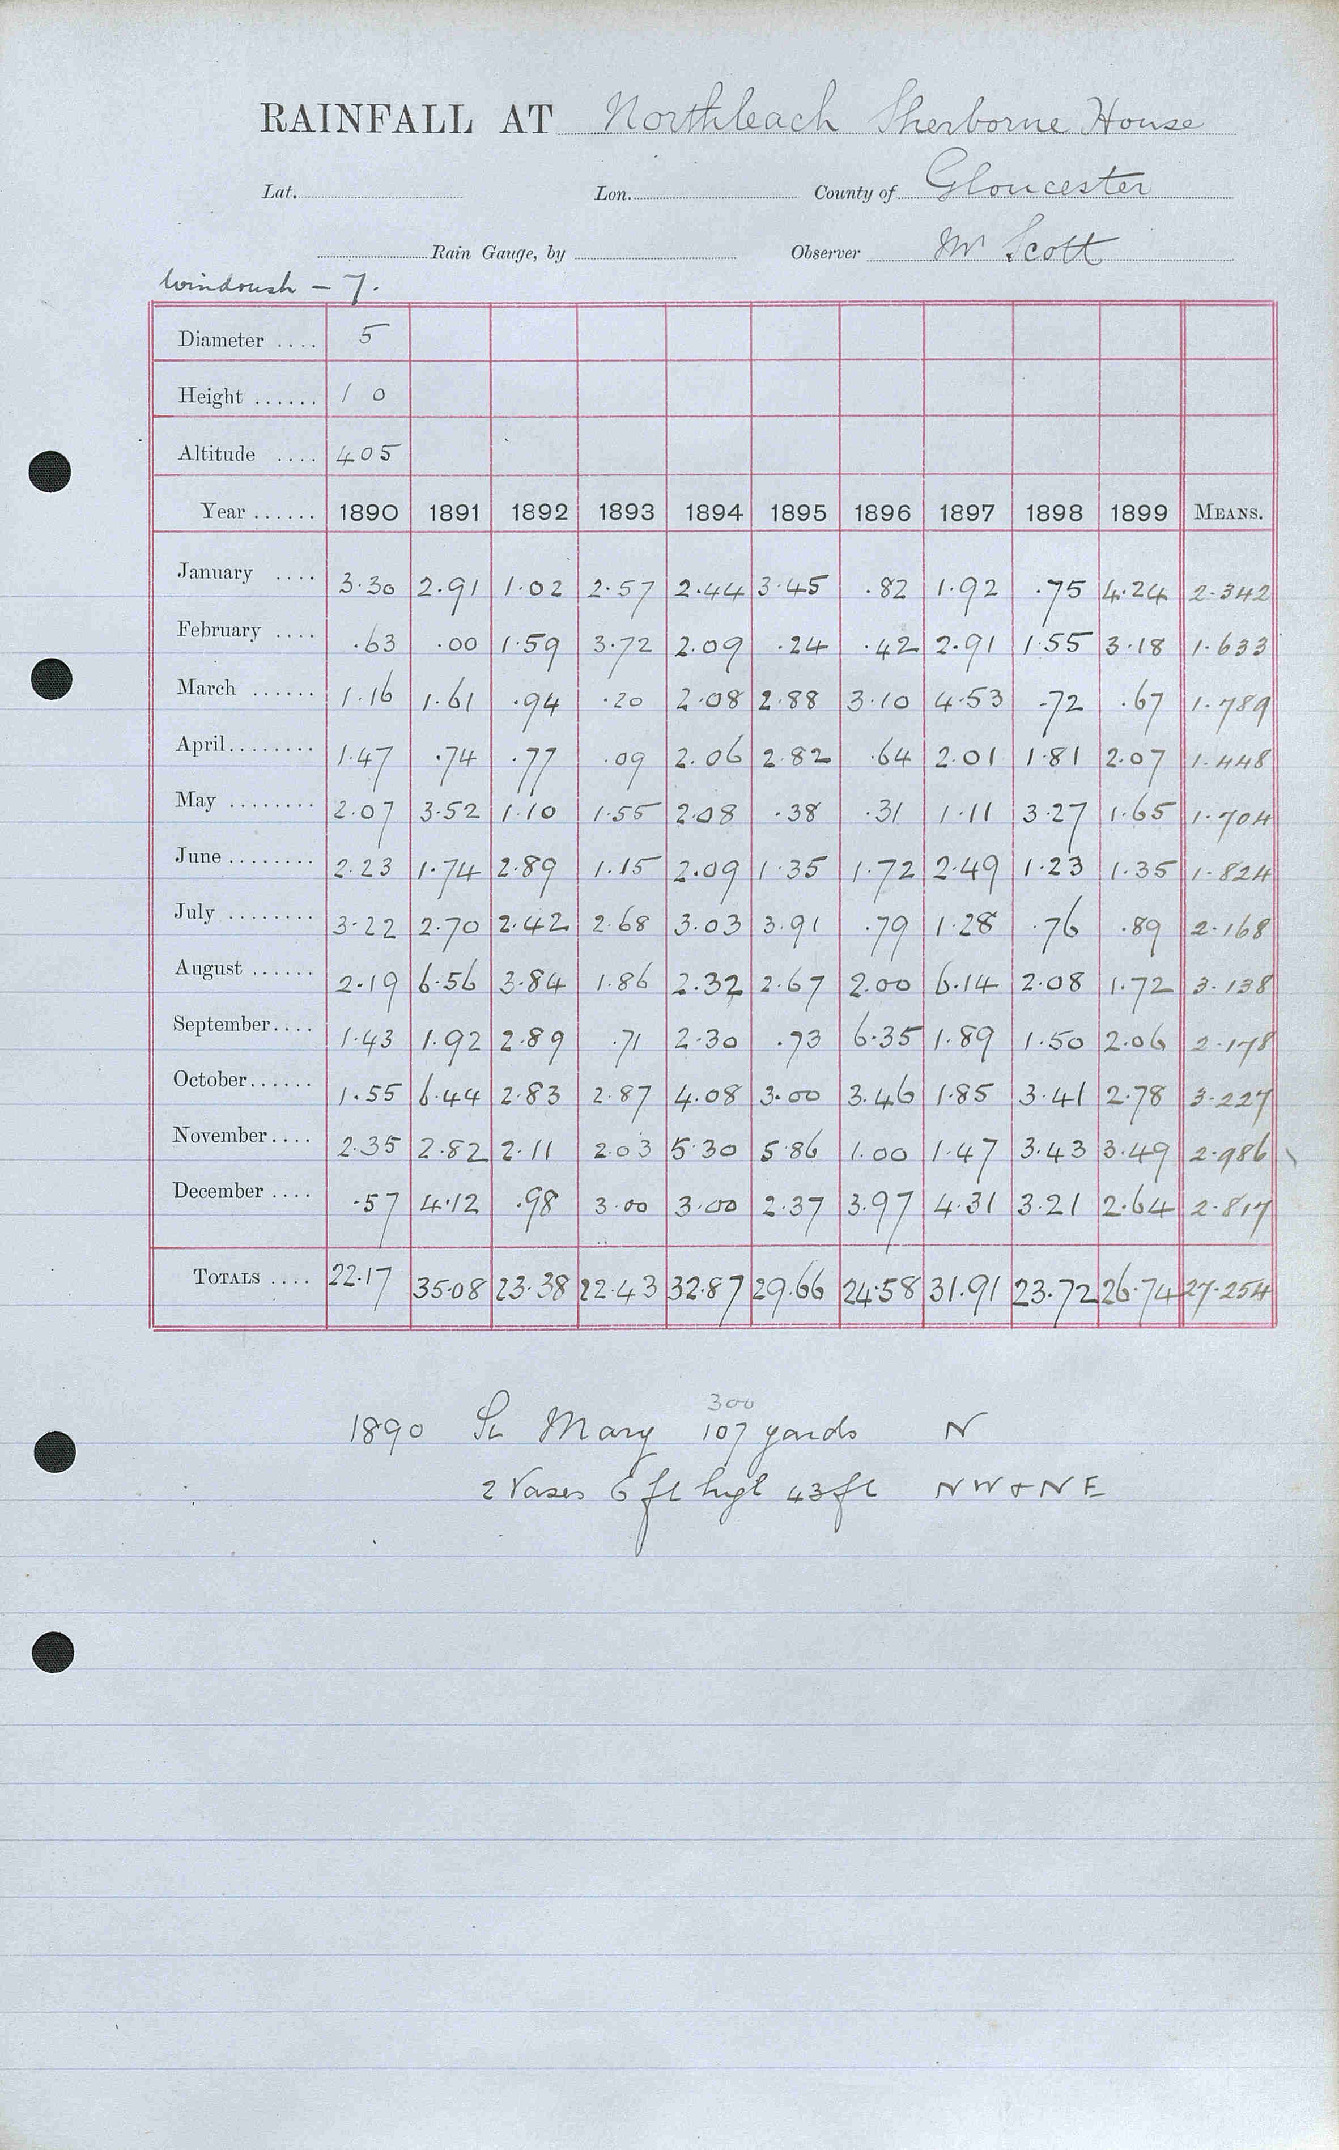 RAINFALL AT Northleach Sherborne House
Lat. Lon. County of Gloucester
Rain Gauge, by Observer Mr Scott
Windrush - 7.
Diameter .... 5
Height ...... 1 0
Altitude .... 405
Year ...... 1890 1891 1892 1893 1894 1895 1896 1897 1898 1899 MEANS.
January .... 3.30 2.91 1.02 2.57 2.44 3.45 .82 1.92 .75 4.24 2.342
February .... .63 .00 1.59 3.72 2.09 .24 .42 2.91 1.55 3.18 1.633
March ...... 1.16 1.61 .94 .20 2.08 2.88 3.10 4.53 .72 .67 1.789
April ........ 1.47 .74 .77 .09 2.06 2.82 .64 2.01 1.81 2.07 1.448
May ........ 2.07 3.52 1.10 1.55 2.08 .38 .31 1.11 3.27 1.65 1.704
June ........ 2.23 1.74 2.89 1.15 2.09 1.35 1.72 2.49 1.23 1.35 1.824
July ........ 3.22 2.70 2.42 2.68 3.03 3.91 .79 1.28 .76 .89 2.168
August ...... 2.19 6.56 3.84 1.86 2.32 2.67 2.00 6.14 2.08 1.72 3.138
September .... 1.43 1.92 2.89 .71 2.30 .73 6.35 1.89 1.50 2.06 2.178
October ...... 1.55 6.44 2.83 2.87 4.08 3.00 3.46 1.85 3.41 2.78 3.227
November .... 2.35 2.82 2.11 2.03 5.30 5.86 1.00 1.47 3.43 3.49 2.986
December .... .57 4.12 .98 3.00 3.00 2.37 3.97 4.31 3.21 2.64 2.817
TOTALS .... 22.17 35.08 23.38 22.43 32.87 29.66 24.58 31.91 23.72 26.74 27.254
300
1890 Mary 107 yards N
2 Vases 6 ft high 43 ft NW + NE